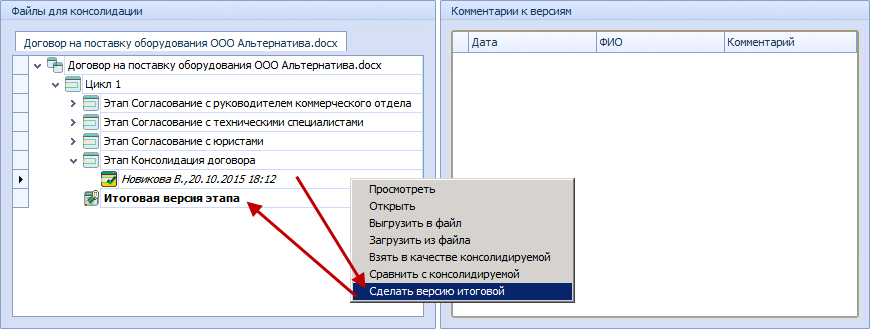 Файлы для консолидации
Договор на поставку оборудования ООО Альтернатива.docx
Договор на поставку оборудования ООО Альтернатива.docx
Цикл 1
Этап Согласование с руководителем коммерческого отдела
Этап Согласование с техническими специалистами
Этап Согласование с юристами
Этап Консолидация договора
Новикова В.,20.10.2015 18:12
Итоговая версия этапа
Просмотреть
Открыть
Выгрузить в файл
Загрузить из файла
Взять в качестве консолидируемой
Сравнить с консолидируемой
Сделать версию итоговой
Комментарии к версиям
Дата ФИО Комментарий